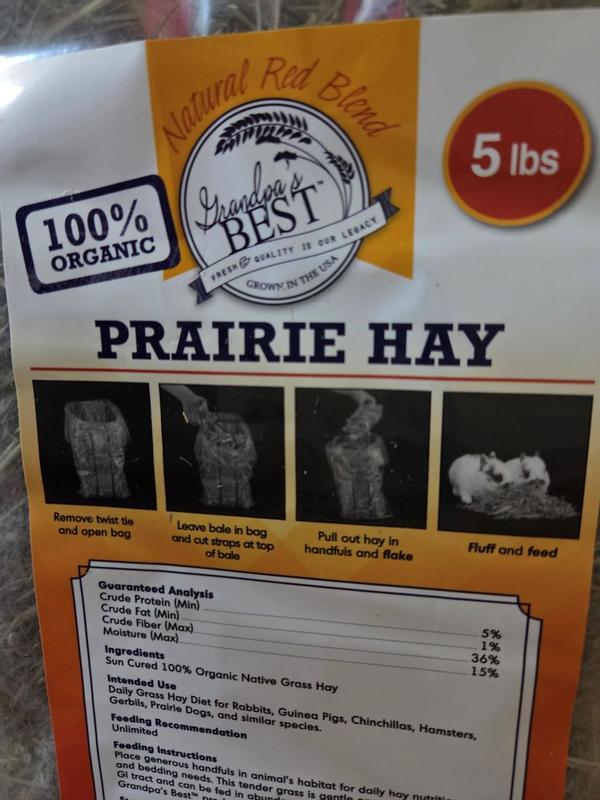 Natural Red Blend
5 lbs
Grandpa's
BEST™
FRESH & QUALITY IS OUR LEGACY
GROWN IN THE USA
100%
ORGANIC
PRAIRIE HAY
Remove twist tie
and open bag
Leave bale in bag
and cut straps at top
of bale
Pull out hay in
handfuls and flake
Fluff and feed
Guaranteed Analysis
Crude Protein (Min) 5%
Crude Fat (Min) 1%
Crude Fiber (Max) 36%
Moisture (Max) 15%
Ingredients
Sun Cured 100% Organic Native Grass Hay
Intended Use
Daily Grass Hay Diet for Rabbits, Guinea Pigs, Chinchillas, Hamsters,
Gerbils, Prairie Dogs, and similar species.
Feeding Recommendation
Unlimited
Feeding Instructions
Place generous handfuls in animal's habitat for daily hay
and bedding needs. This tender grass is gentle
GI tract and can be fed in
Grandpa's Best™